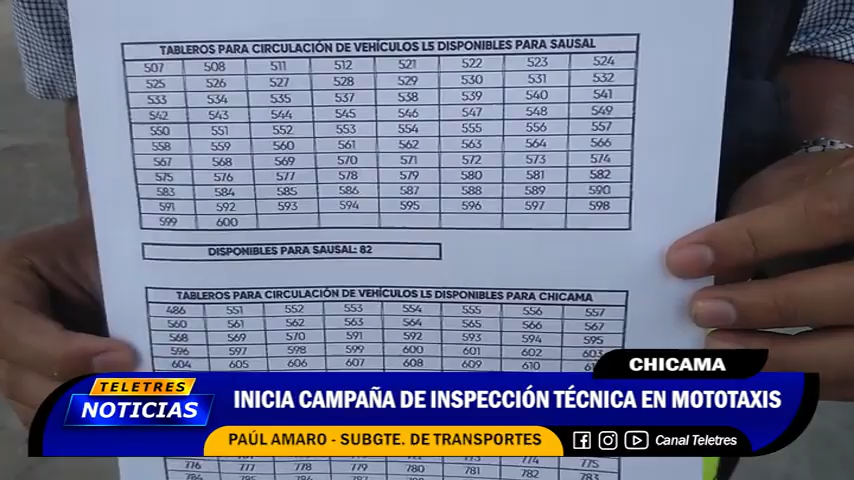 TABLEROS PARA CIRCULACIÓN DE VEHÍCULOS L5 DISPONIBLES PARA SAUSAL
507 508 511 512 521 522 523 524
525 526 527 528 529 530 531 532
533 534 535 537 538 539 540 541
542 543 544 545 546 547 548 549
550 551 552 553 554 555 556 557
558 559 560 561 562 563 564 566
567 568 569 570 571 572 573 574
575 576 577 578 579 580 581 582
583 584 585 586 587 588 589 590
591 592 593 594 595 596 597 598
599 600
DISPONIBLES PARA SAUSAL: 82
TABLEROS PARA CIRCULACIÓN DE VEHÍCULOS L5 DISPONIBLES PARA CHICAMA
486 551 552 553 554 555 556 557
560 561 562 563 564 565 566 567
568 569 570 591 592 593 594 595
596 597 598 599 600 601 602 603
604 605 606 607 608 609 610
CHICAMA
TELETRES
NOTICIAS
INICIA CAMPAÑA DE INSPECCIÓN TÉCNICA EN MOTOTAXIS
PAÚL AMARO - SUBGTE. DE TRANSPORTES
Canal Teletres
776 777 778 779 780 774 775
781 782 783